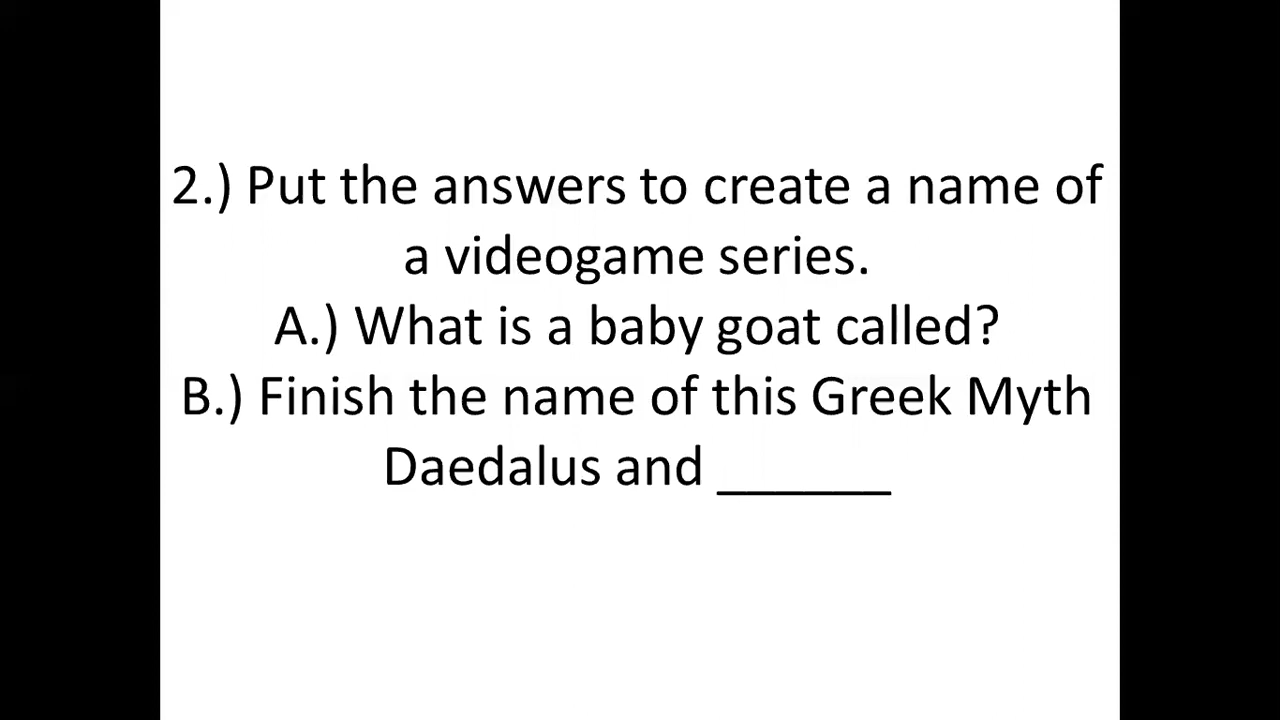 2.) Put the answers to create a name of
a videogame series.
A.) What is a baby goat called?
B.) Finish the name of this Greek Myth
Daedalus and ______